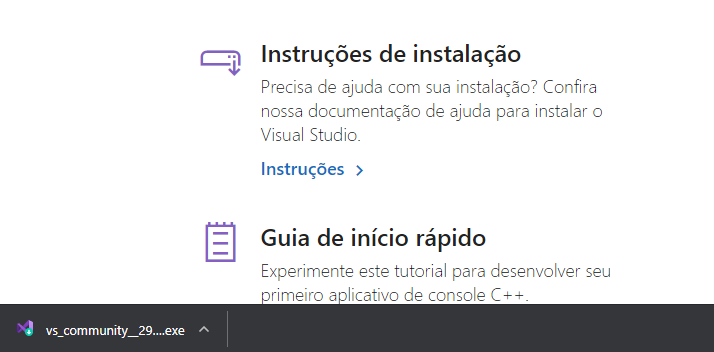 Instruções de instalação
Precisa de ajuda com sua instalação? Confira
nossa documentação de ajuda para instalar o
Visual Studio.
Instruções
Guia de início rápido
Experimente este tutorial para desenvolver seu
primeiro aplicativo de console C++.
vs_community__29....exe